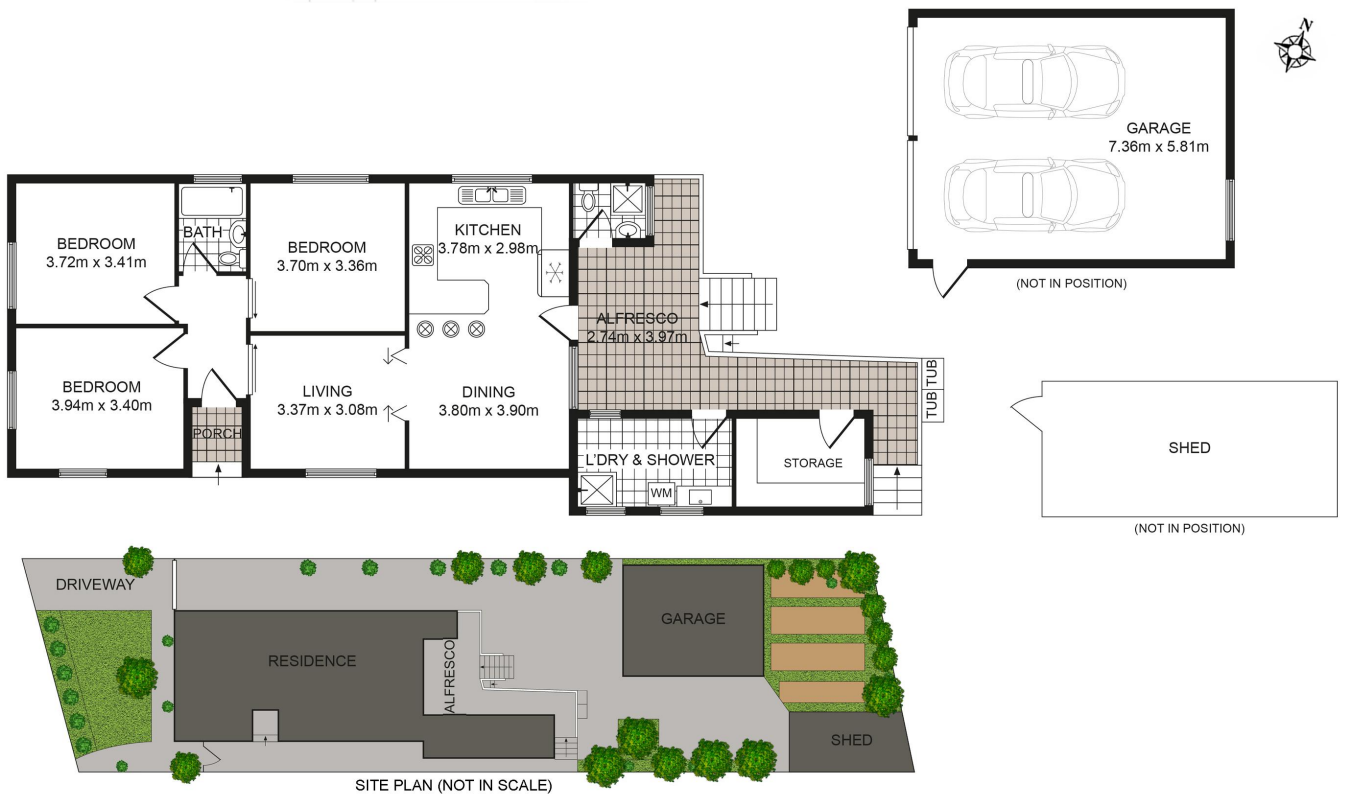 N
GARAGE
7.36m x 5.81m
(NOT IN POSITION)
BEDROOM
3.72m x 3.41m
BATH
BEDROOM
3.70m x 3.36m
KITCHEN
3.78m x 2.98m
ALFRESCO
2.74m x 3.97m
BEDROOM
3.94m x 3.40m
PORCH
LIVING
3.37m x 3.08m
DINING
3.80m x 3.90m
TUB
TUB
L'DRY & SHOWER
WM
STORAGE
SHED
(NOT IN POSITION)
DRIVEWAY
RESIDENCE
ALFRESCO
GARAGE
SHED
SITE PLAN (NOT IN SCALE)